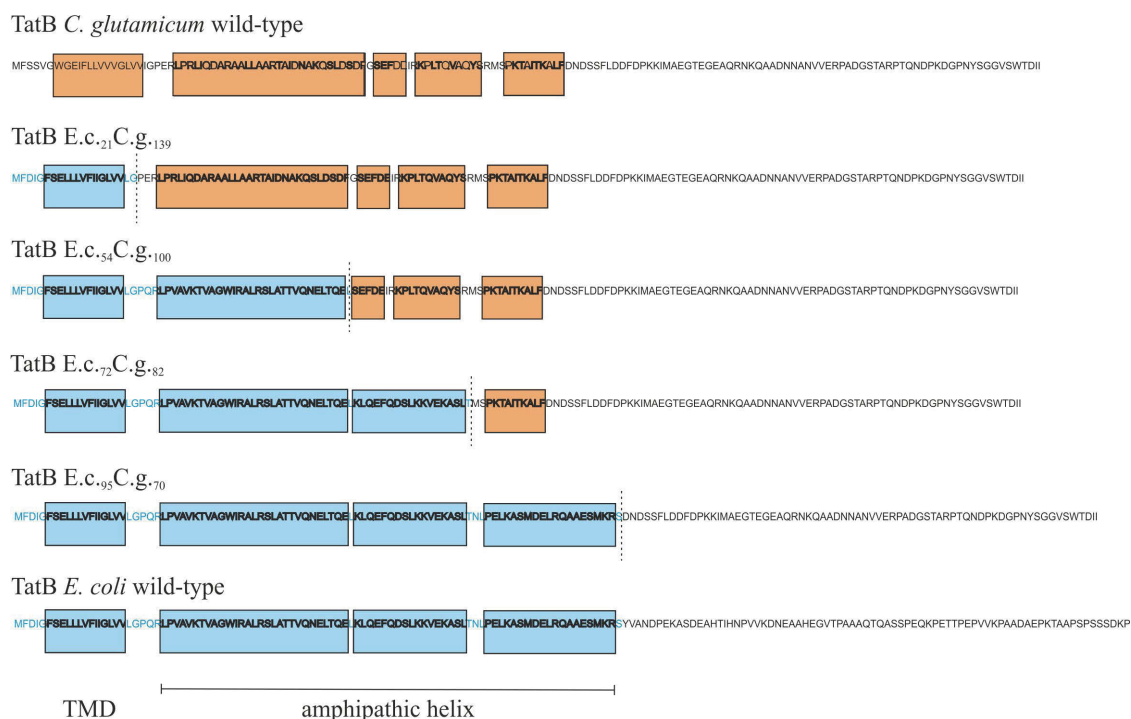 TatB C. glutamicum wild-type
MFSSVGWGEIFLLVVVGLVVIGPERLPRLIQDARAALLAARTAIDNAKQSLDSDFGSEFDEIRKPLTQVAQYSRMSPKTAITKALFDNDSSFLDDFDPKKIMAEGTEGEAQRNKQAADNNANVVERPADGSTARPTQNDPKDGPNYSGGVSWTDII
TatB E.c.21C.g.139
MFDIGFSELLLVFIIGLVVLGPERLPRLIQDARAALLAARTAIDNAKQSLDSDFGSEFDEIRKPLTQVAQYSRMSPKTAITKALFDNDSSFLDDFDPKKIMAEGTEGEAQRNKQAADNNANVVERPADGSTARPTQNDPKDGPNYSGGVSWTDII
TatB E.c.54C.g.100
MFDIGFSELLLVFIIGLVVLGPQRLPVAVKTVAGWIRALRSLATTVQNELTQELSEFDEIRKPLTQVAQYSRMSPKTAITKALFDNDSSFLDDFDPKKIMAEGTEGEAQRNKQAADNNANVVERPADGSTARPTQNDPKDGPNYSGGVSWTDII
TatB E.c.72C.g.82
MFDIGFSELLLVFIIGLVVLGPQRLPVAVKTVAGWIRALRSLATTVQNELTQELKLQEFQDSLKKVEKASLTMSPKTAITKALFDNDSSFLDDFDPKKIMAEGTEGEAQRNKQAADNNANVVERPADGSTARPTQNDPKDGPNYSGGVSWTDII
TatB E.c.95C.g.70
MFDIGFSELLLVFIIGLVVLGPQRLPVAVKTVAGWIRALRSLATTVQNELTQELKLQEFQDSLKKVEKASLTNLPELKASMDELRQAAESMKRSDNDSSFLDDFDPKKIMAEGTEGEAQRNKQAADNNANVVERPADGSTARPTQNDPKDGPNYSGGVSWTDII
TatB E. coli wild-type
MFDIGFSELLLVFIIGLVVLGPQRLPVAVKTVAGWIRALRSLATTVQNELTQELKLQEFQDSLKKVEKASLTNLPELKASMDELRQAAESMKRSYVANDPEKASDEAHTIHNPVVKDNEAAHEGVTPAAAQTQASSPEQKPETTPEPVVKPAADAEPKTAAPSPSSSDKP
TMD amphipathic helix